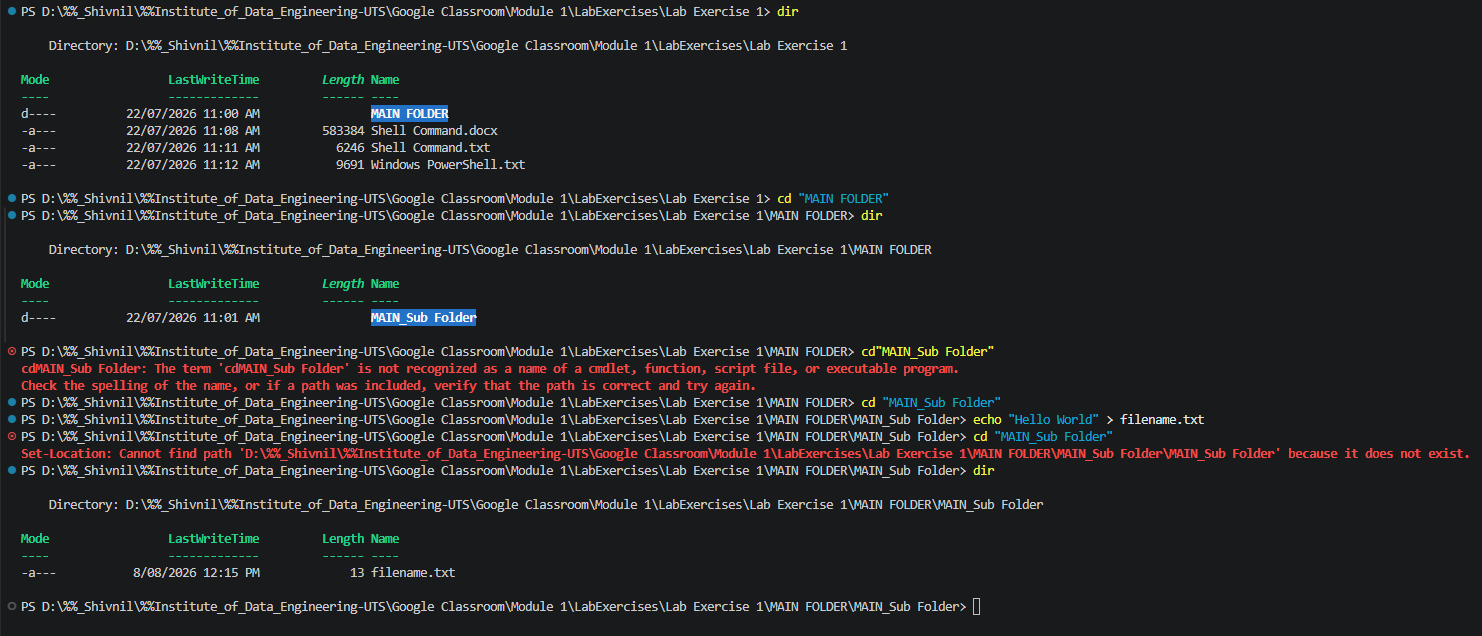 PS D:\%%_Shivnil\%%Institute_of_Data_Engineering-UTS\Google Classroom\Module 1\LabExercises\Lab Exercise 1> dir
Directory: D:\%%_Shivnil\%%Institute_of_Data_Engineering-UTS\Google Classroom\Module 1\LabExercises\Lab Exercise 1
Mode                 LastWriteTime         Length Name
----                 -------------         ------ ----
d----          22/07/2026 11:00 AM                MAIN FOLDER
-a---          22/07/2026 11:08 AM         583384 Shell Command.docx
-a---          22/07/2026 11:11 AM           6246 Shell Command.txt
-a---          22/07/2026 11:12 AM           9691 Windows PowerShell.txt
PS D:\%%_Shivnil\%%Institute_of_Data_Engineering-UTS\Google Classroom\Module 1\LabExercises\Lab Exercise 1> cd "MAIN FOLDER"
PS D:\%%_Shivnil\%%Institute_of_Data_Engineering-UTS\Google Classroom\Module 1\LabExercises\Lab Exercise 1\MAIN FOLDER> dir
Directory: D:\%%_Shivnil\%%Institute_of_Data_Engineering-UTS\Google Classroom\Module 1\LabExercises\Lab Exercise 1\MAIN FOLDER
Mode                 LastWriteTime         Length Name
----                 -------------         ------ ----
d----          22/07/2026 11:01 AM                MAIN_Sub Folder
PS D:\%%_Shivnil\%%Institute_of_Data_Engineering-UTS\Google Classroom\Module 1\LabExercises\Lab Exercise 1\MAIN FOLDER> cd"MAIN_Sub Folder"
cdMAIN_Sub Folder: The term 'cdMAIN_Sub Folder' is not recognized as a name of a cmdlet, function, script file, or executable program.
Check the spelling of the name, or if a path was included, verify that the path is correct and try again.
PS D:\%%_Shivnil\%%Institute_of_Data_Engineering-UTS\Google Classroom\Module 1\LabExercises\Lab Exercise 1\MAIN FOLDER> cd "MAIN_Sub Folder"
PS D:\%%_Shivnil\%%Institute_of_Data_Engineering-UTS\Google Classroom\Module 1\LabExercises\Lab Exercise 1\MAIN FOLDER\MAIN_Sub Folder> echo "Hello World" > filename.txt
PS D:\%%_Shivnil\%%Institute_of_Data_Engineering-UTS\Google Classroom\Module 1\LabExercises\Lab Exercise 1\MAIN FOLDER\MAIN_Sub Folder> cd "MAIN_Sub Folder"
Set-Location: Cannot find path 'D:\%%_Shivnil\%%Institute_of_Data_Engineering-UTS\Google Classroom\Module 1\LabExercises\Lab Exercise 1\MAIN FOLDER\MAIN_Sub Folder\MAIN_Sub Folder' because it does not exist.
PS D:\%%_Shivnil\%%Institute_of_Data_Engineering-UTS\Google Classroom\Module 1\LabExercises\Lab Exercise 1\MAIN FOLDER\MAIN_Sub Folder> dir
Directory: D:\%%_Shivnil\%%Institute_of_Data_Engineering-UTS\Google Classroom\Module 1\LabExercises\Lab Exercise 1\MAIN FOLDER\MAIN_Sub Folder
Mode                 LastWriteTime         Length Name
----                 -------------         ------ ----
-a---           8/08/2026 12:15 PM             13 filename.txt
PS D:\%%_Shivnil\%%Institute_of_Data_Engineering-UTS\Google Classroom\Module 1\LabExercises\Lab Exercise 1\MAIN FOLDER\MAIN_Sub Folder>